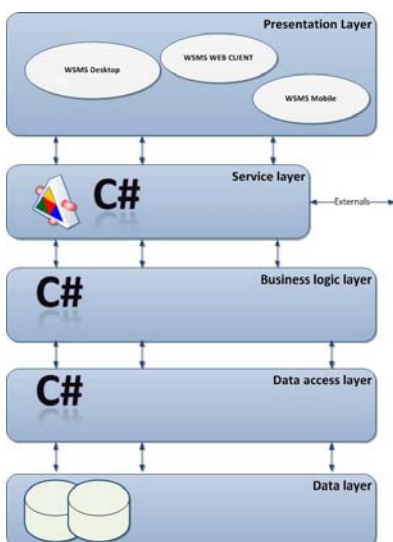 Presentation Layer
WSMS WEB CLIENT
WSMS Desktop
WSMS Mobile
Service layer
C#
Externals
Business logic layer
C#
Data access layer
C#
Data layer